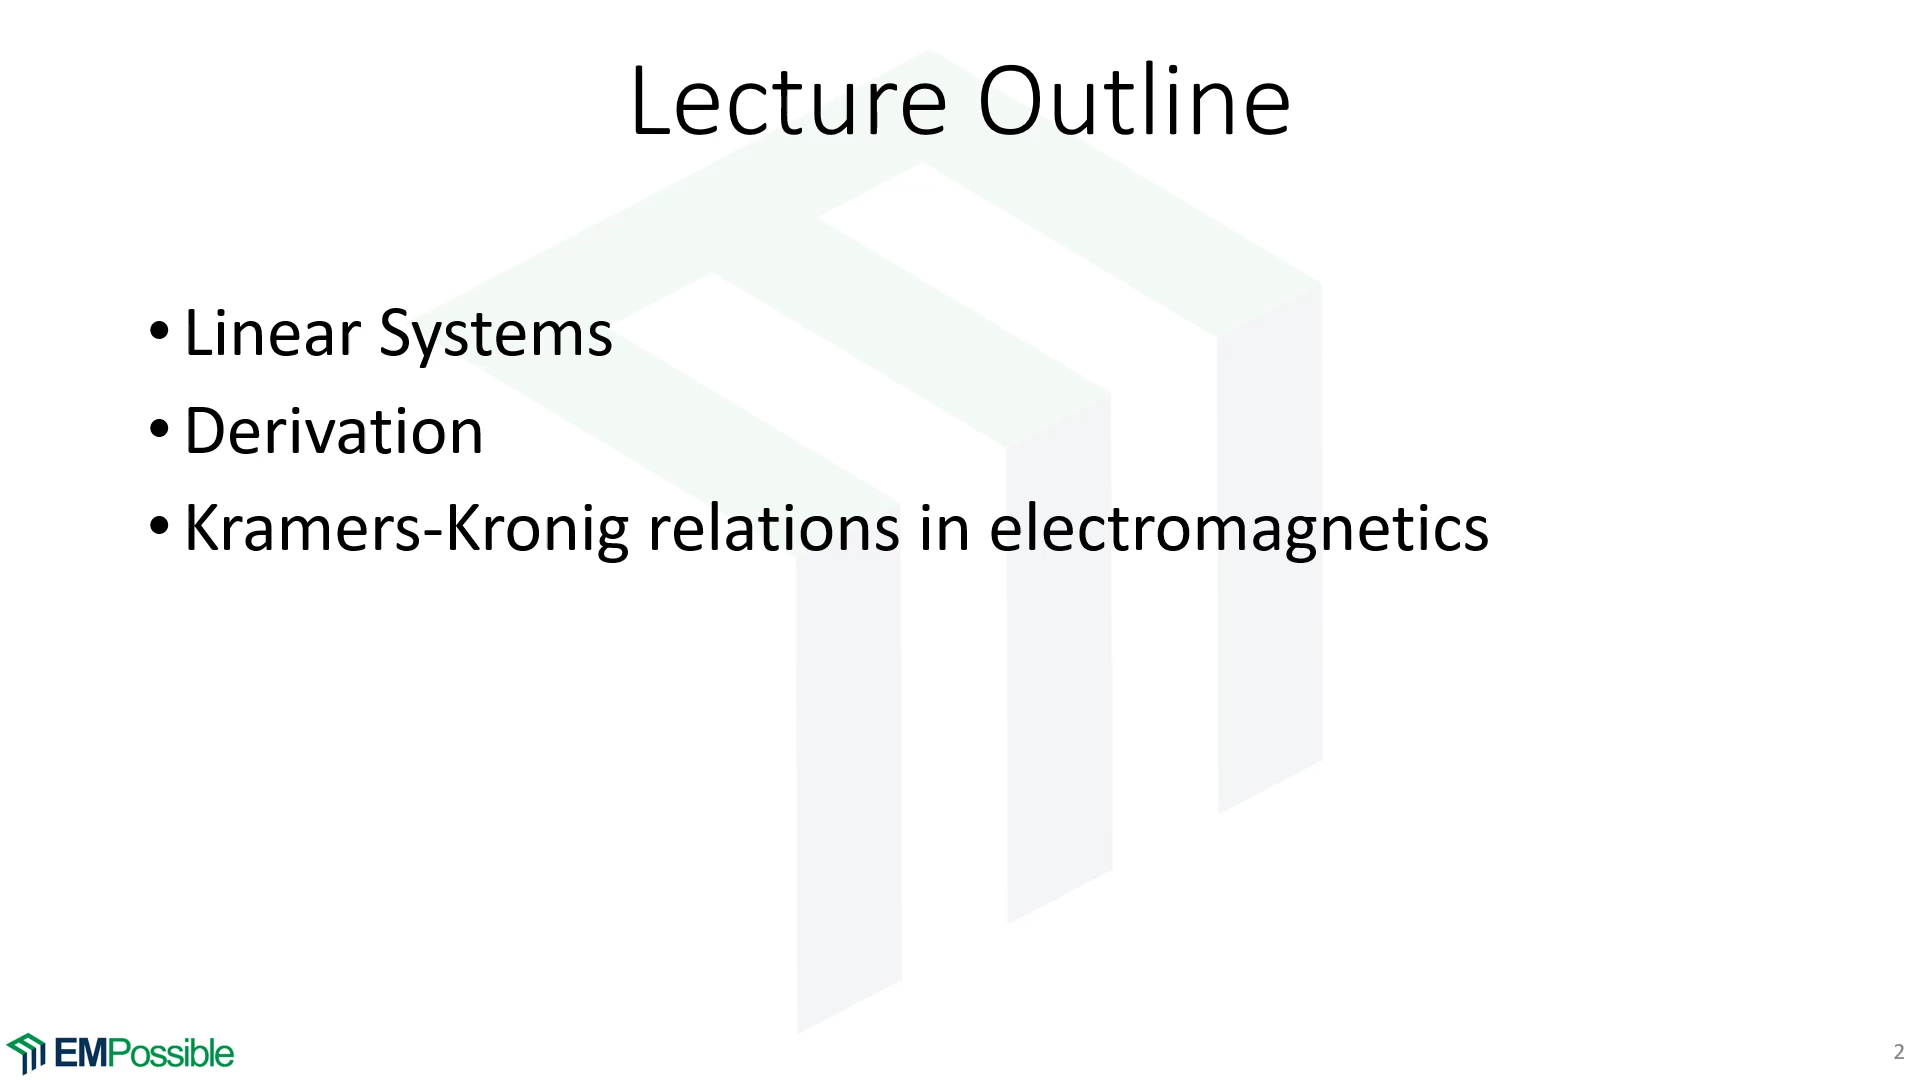 Lecture Outline
• Linear Systems
• Derivation
• Kramers-Kronig relations in electromagnetics
EMPossible
2